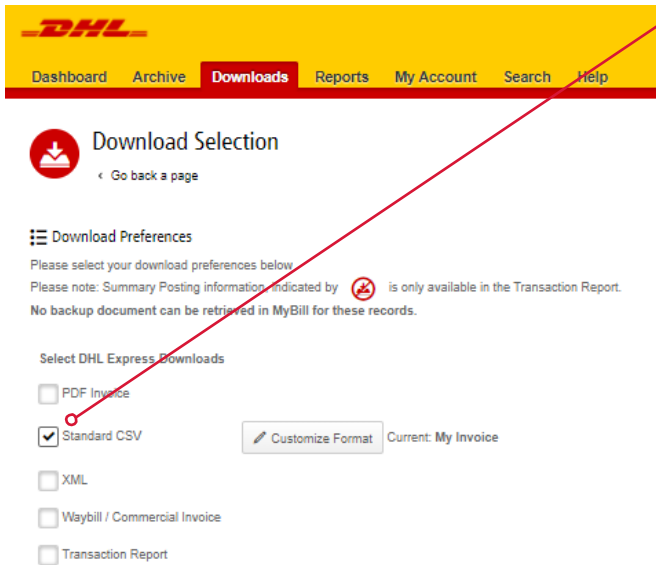 DHL
Dashboard Archive Downloads Reports My Account Search Help
Download Selection
‹ Go back a page
Download Preferences
Please select your download preferences below
Please note: Summary Posting information, indicated by is only available in the Transaction Report.
No backup document can be retrieved in MyBill for these records.
Select DHL Express Downloads
PDF Invoice
Standard CSV Customize Format Current: My Invoice
XML
Waybill / Commercial Invoice
Transaction Report